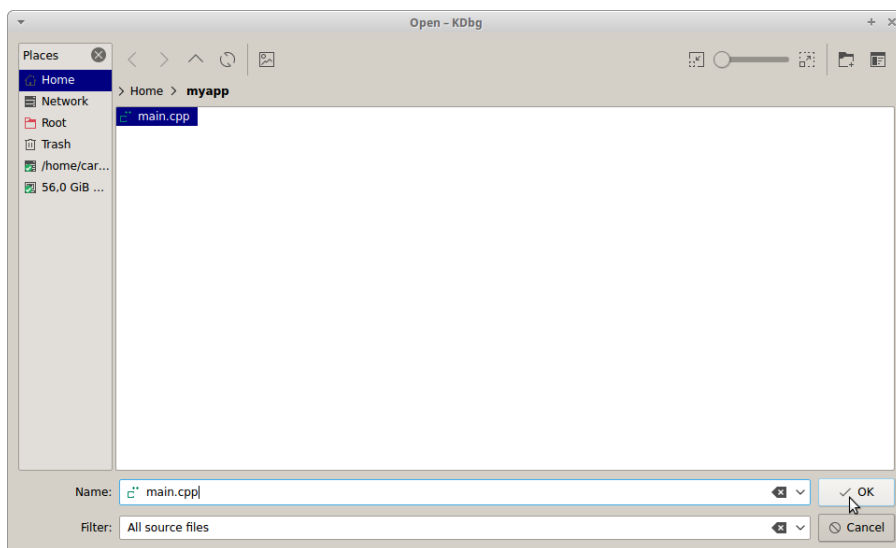 Open – KDbg
Places
Home
Network
Root
Trash
/home/car...
56,0 GiB ...
> Home > myapp
main.cpp
Name: main.cpp
OK
Filter: All source files
Cancel